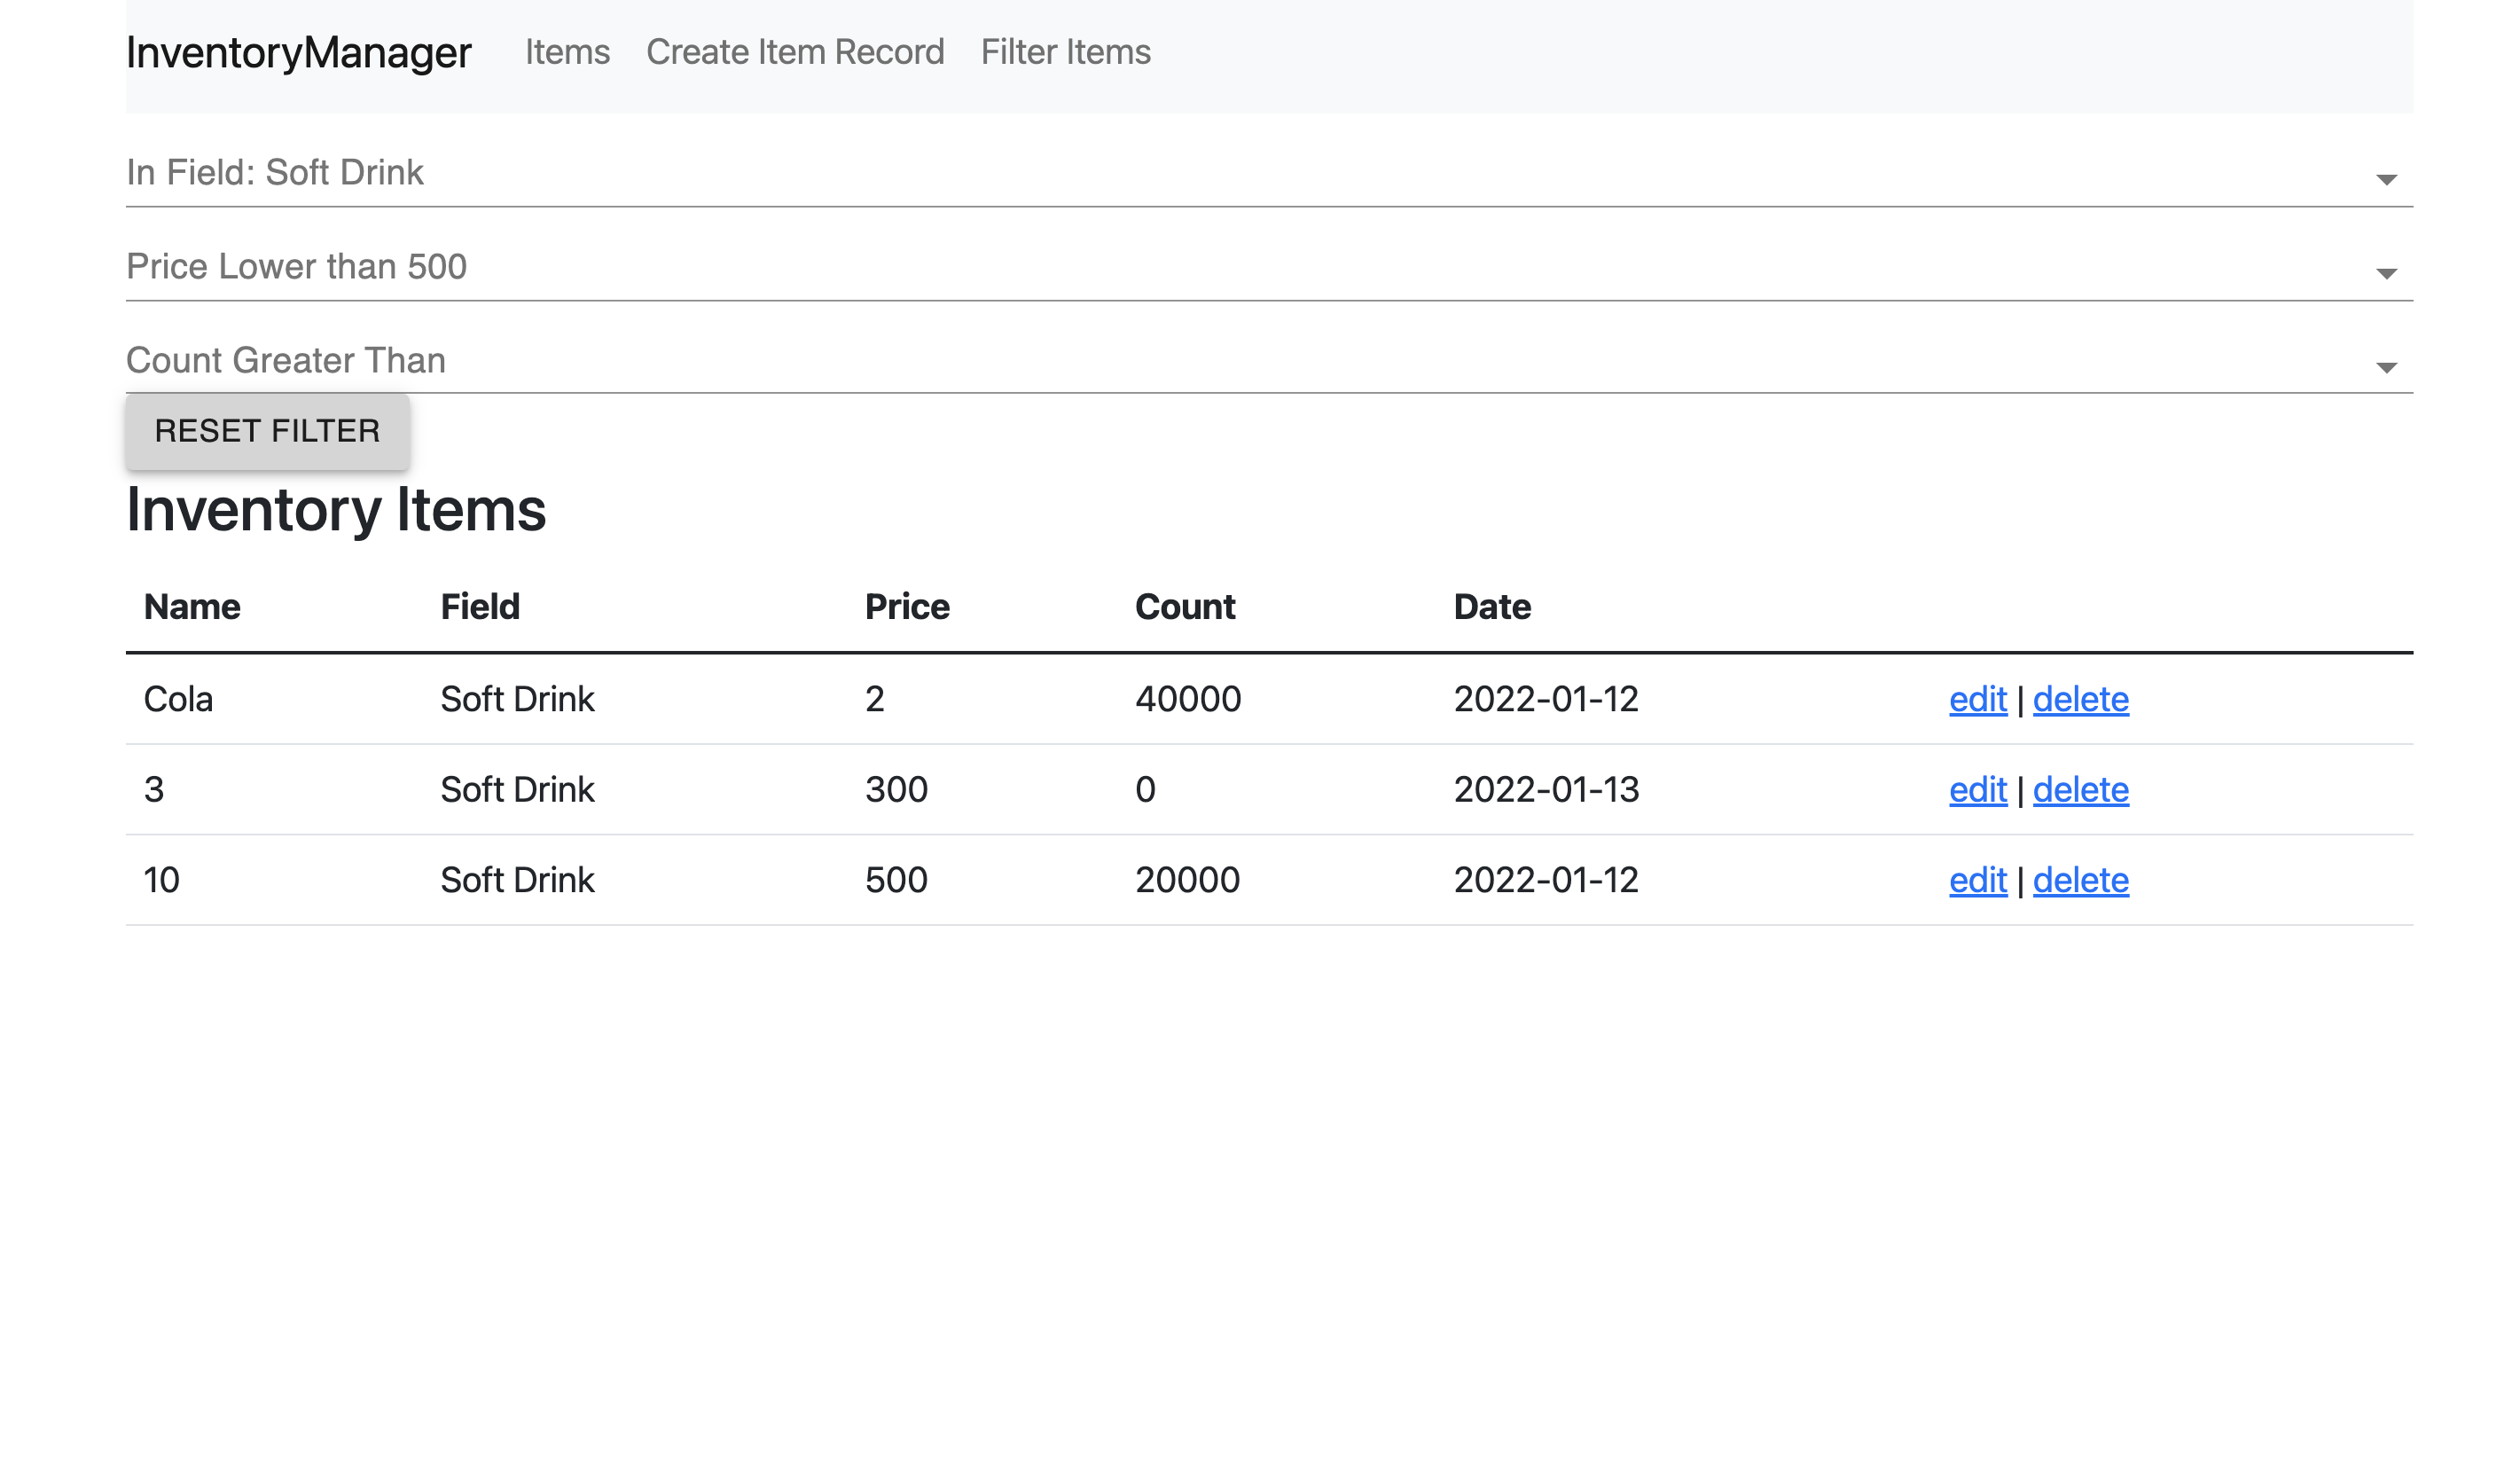 InventoryManager Items Create Item Record Filter Items
In Field: Soft Drink
Price Lower than 500
Count Greater Than
RESET FILTER
Inventory Items
Name Field Price Count Date
Cola Soft Drink 2 40000 2022-01-12 edit | delete
3 Soft Drink 300 0 2022-01-13 edit | delete
10 Soft Drink 500 20000 2022-01-12 edit | delete